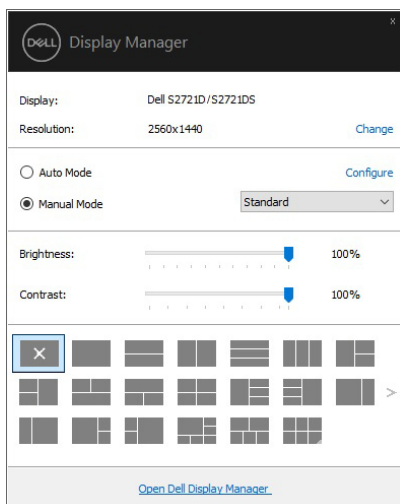 x
DELL Display Manager
Display: Dell S2721D/S2721DS
Resolution: 2560x1440 Change
Auto Mode Configure
Manual Mode Standard
Brightness: 100%
Contrast: 100%
Open Dell Display Manager